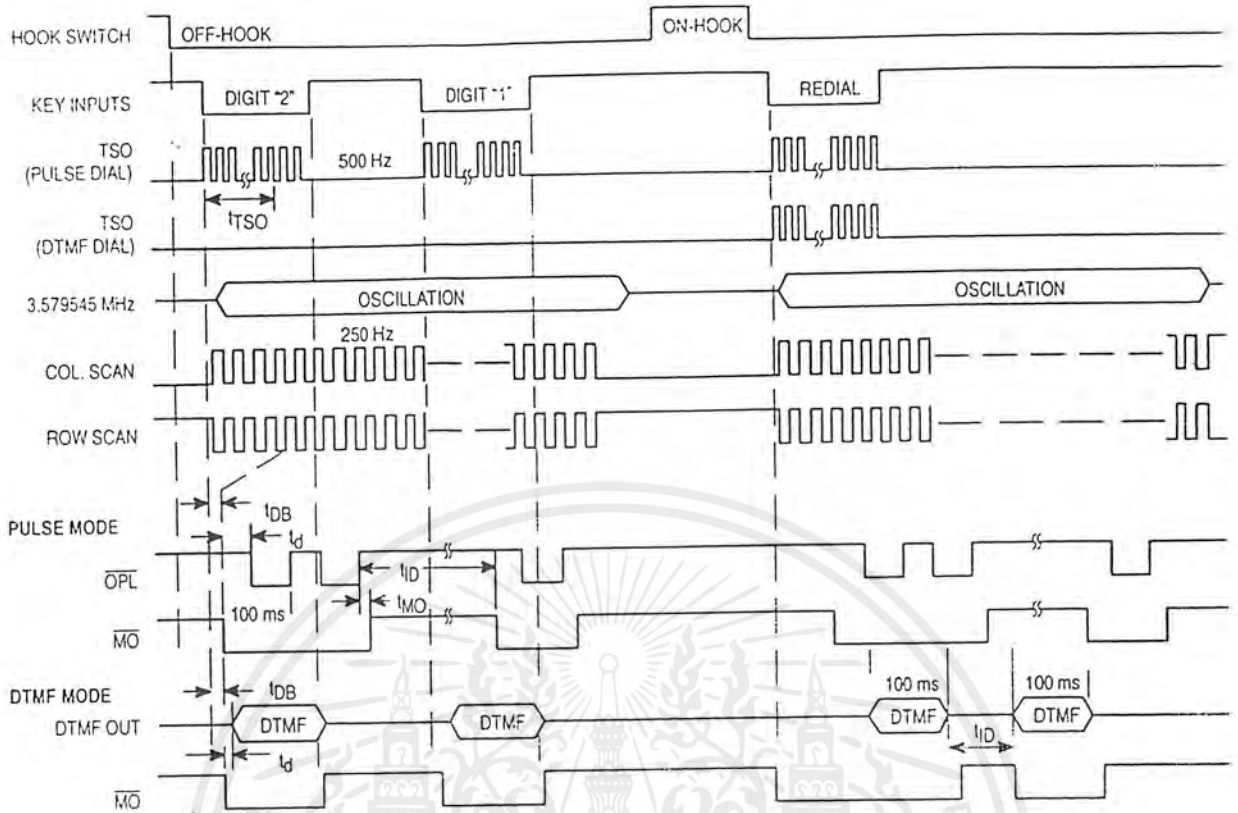 HOOK SWITCH
OFF-HOOK
ON-HOOK
KEY INPUTS
DIGIT "2"
DIGIT "1"
REDIAL
TSO
(PULSE DIAL)
500 Hz
tTSO
TSO
(DTMF DIAL)
3.579545 MHz
OSCILLATION
OSCILLATION
250 Hz
COL. SCAN
ROW SCAN
PULSE MODE
tDB
td
OPL
tID
100 ms
tMO
MO
DTMF MODE
tDB
100 ms
100 ms
DTMF OUT
DTMF
DTMF
DTMF
DTMF
td
tID
MO